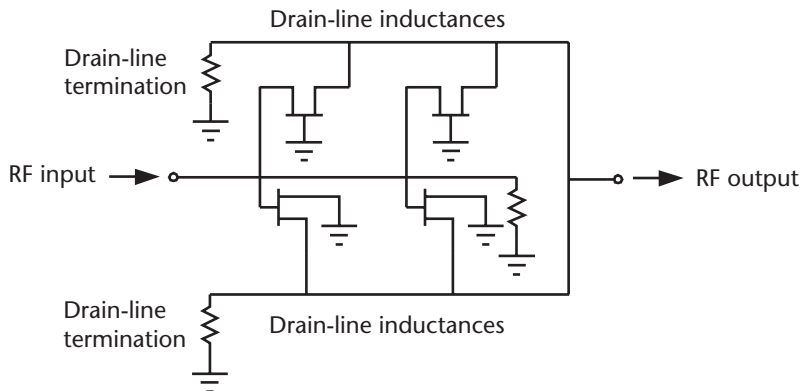 Drain-line inductances
Drain-line
termination
RF input
RF output
Drain-line
termination
Drain-line inductances